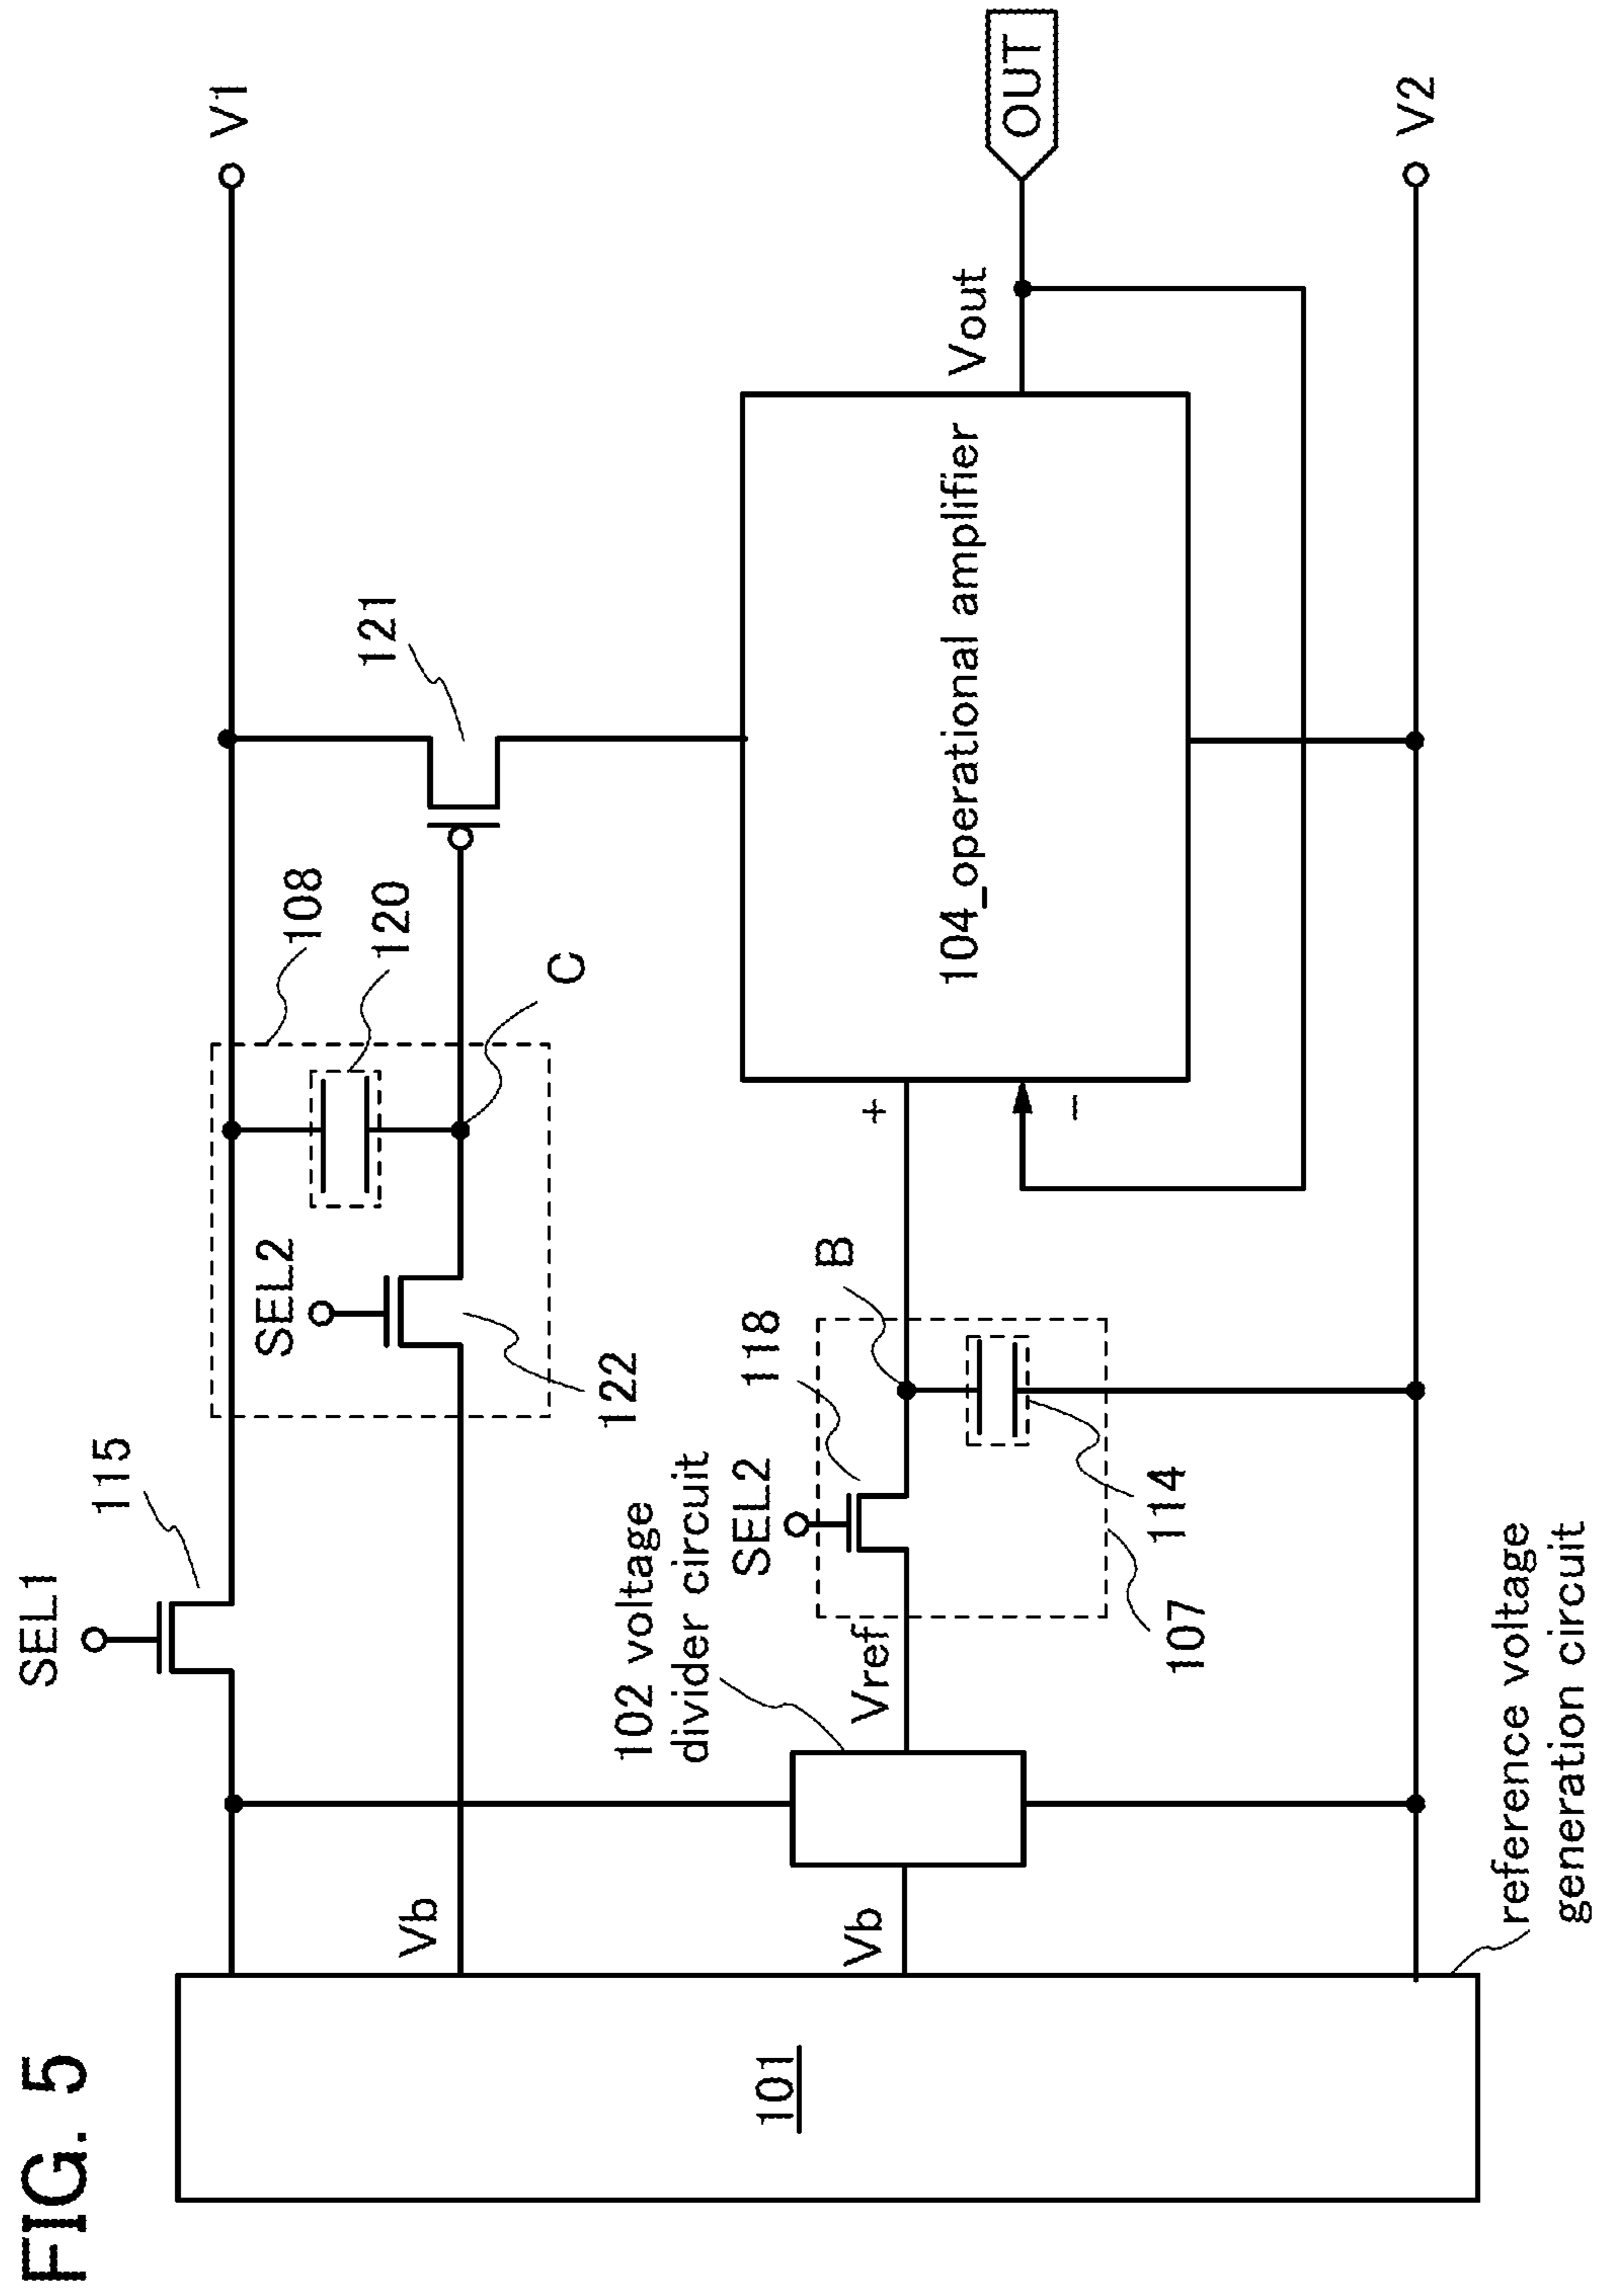 FIG. 5
SEL1
115
V1
SEL2
108
120
121
122
C
Vb
102 voltage
divider circuit
SEL2
118
B
Vref
Vb
107
114
+
−
104_operational amplifier
Vout
OUT
V2
101
reference voltage
generation circuit